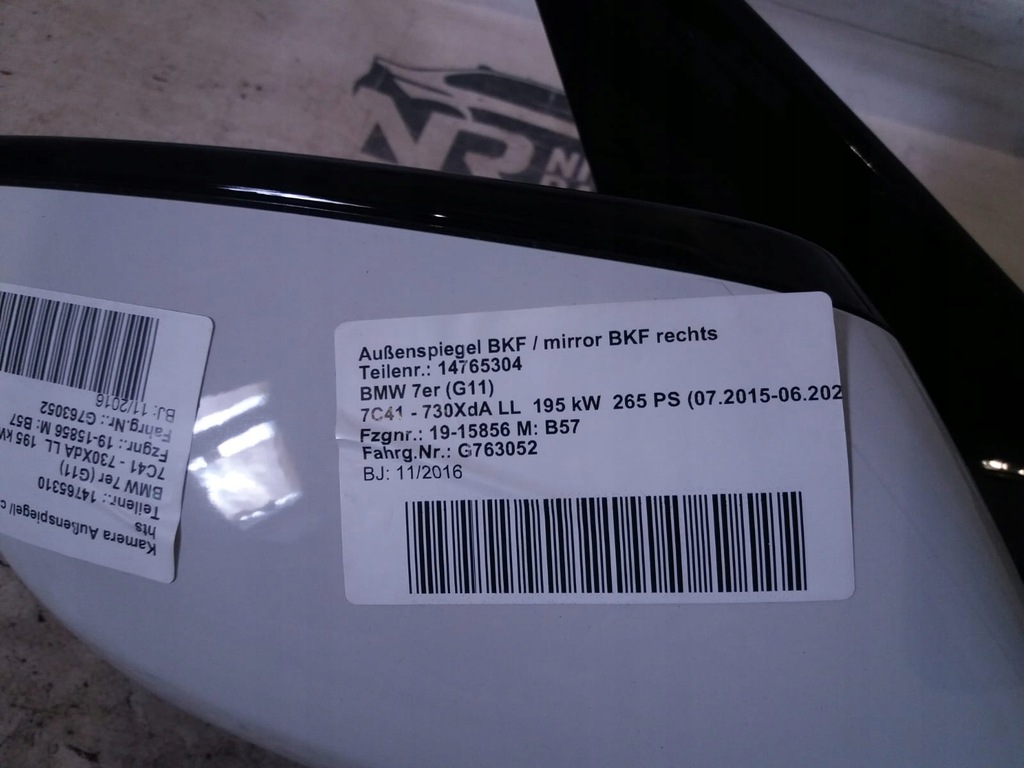 NR
Außenspiegel BKF / mirror BKF rechts
Teilenr.: 14765304
BMW 7er (G11)
7C41 - 730XdA LL 195 kW 265 PS (07.2015-06.202
Fzgnr.: 19-15856 M: B57
Fahrg.Nr.: G763052
BJ: 11/2016
Kamera Außenspiegel/ c
hts
Teilenr.: 14765310
BMW 7er (G11)
7C41 - 730XdA LL 195 kW
Fzgnr.: 19-15856 M: B57
Fahrg.Nr.: G763052
BJ: 11/2016